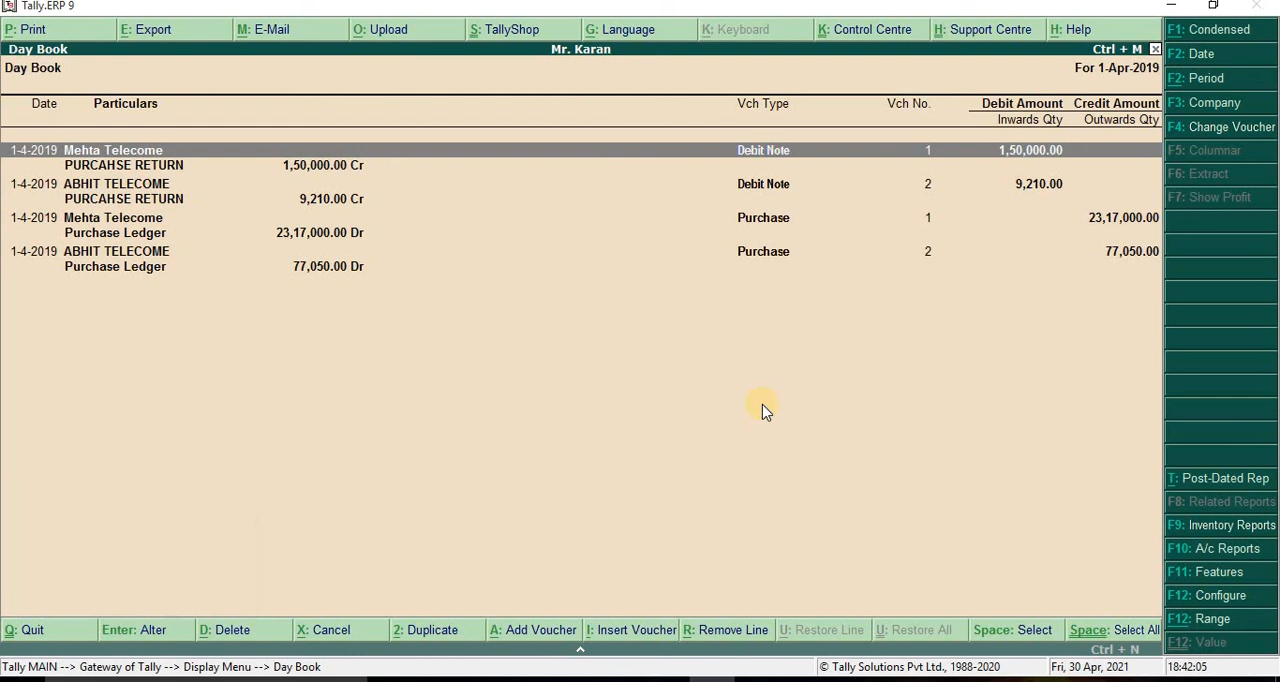 Tally.ERP 9
P: Print E: Export M: E-Mail O: Upload S: TallyShop G: Language K: Keyboard K: Control Centre H: Support Centre H: Help
Day Book Mr. Karan Ctrl + M
Day Book For 1-Apr-2019
Date Particulars Vch Type Vch No. Debit Amount Credit Amount
Inwards Qty Outwards Qty
1-4-2019 Mehta Telecome Debit Note 1 1,50,000.00
PURCAHSE RETURN 1,50,000.00 Cr
1-4-2019 ABHIT TELECOME Debit Note 2 9,210.00
PURCAHSE RETURN 9,210.00 Cr
1-4-2019 Mehta Telecome Purchase 1 23,17,000.00
Purchase Ledger 23,17,000.00 Dr
1-4-2019 ABHIT TELECOME Purchase 2 77,050.00
Purchase Ledger 77,050.00 Dr
F1: Condensed
F2: Date
F2: Period
F3: Company
F4: Change Voucher
F5: Columnar
F6: Extract
F7: Show Profit
T: Post-Dated Rep
F8: Related Reports
F9: Inventory Reports
F10: A/c Reports
F11: Features
F12: Configure
F12: Range
F12: Value
Q: Quit Enter: Alter D: Delete X: Cancel 2: Duplicate A: Add Voucher I: Insert Voucher R: Remove Line U: Restore Line U: Restore All Space: Select Space: Select All
Ctrl + N
Tally MAIN --> Gateway of Tally --> Display Menu --> Day Book © Tally Solutions Pvt Ltd., 1988-2020 Fri, 30 Apr, 2021 18:42:05